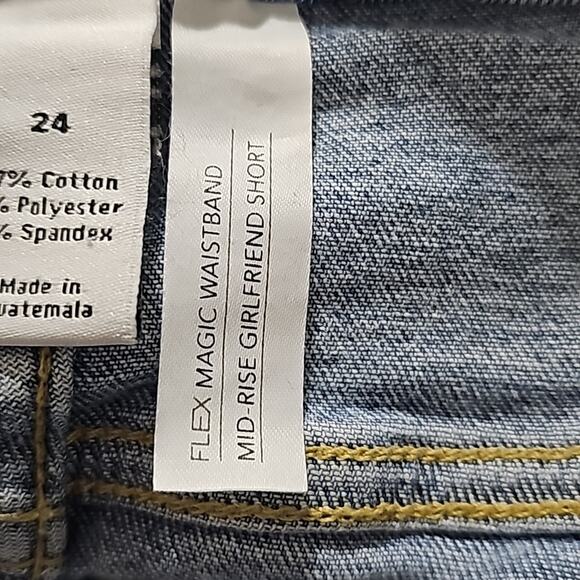 24
7% Cotton
% Polyester
% Spandex
Made in
uatemala
FLEX MAGIC WAISTBAND
MID-RISE GIRLFRIEND SHORT